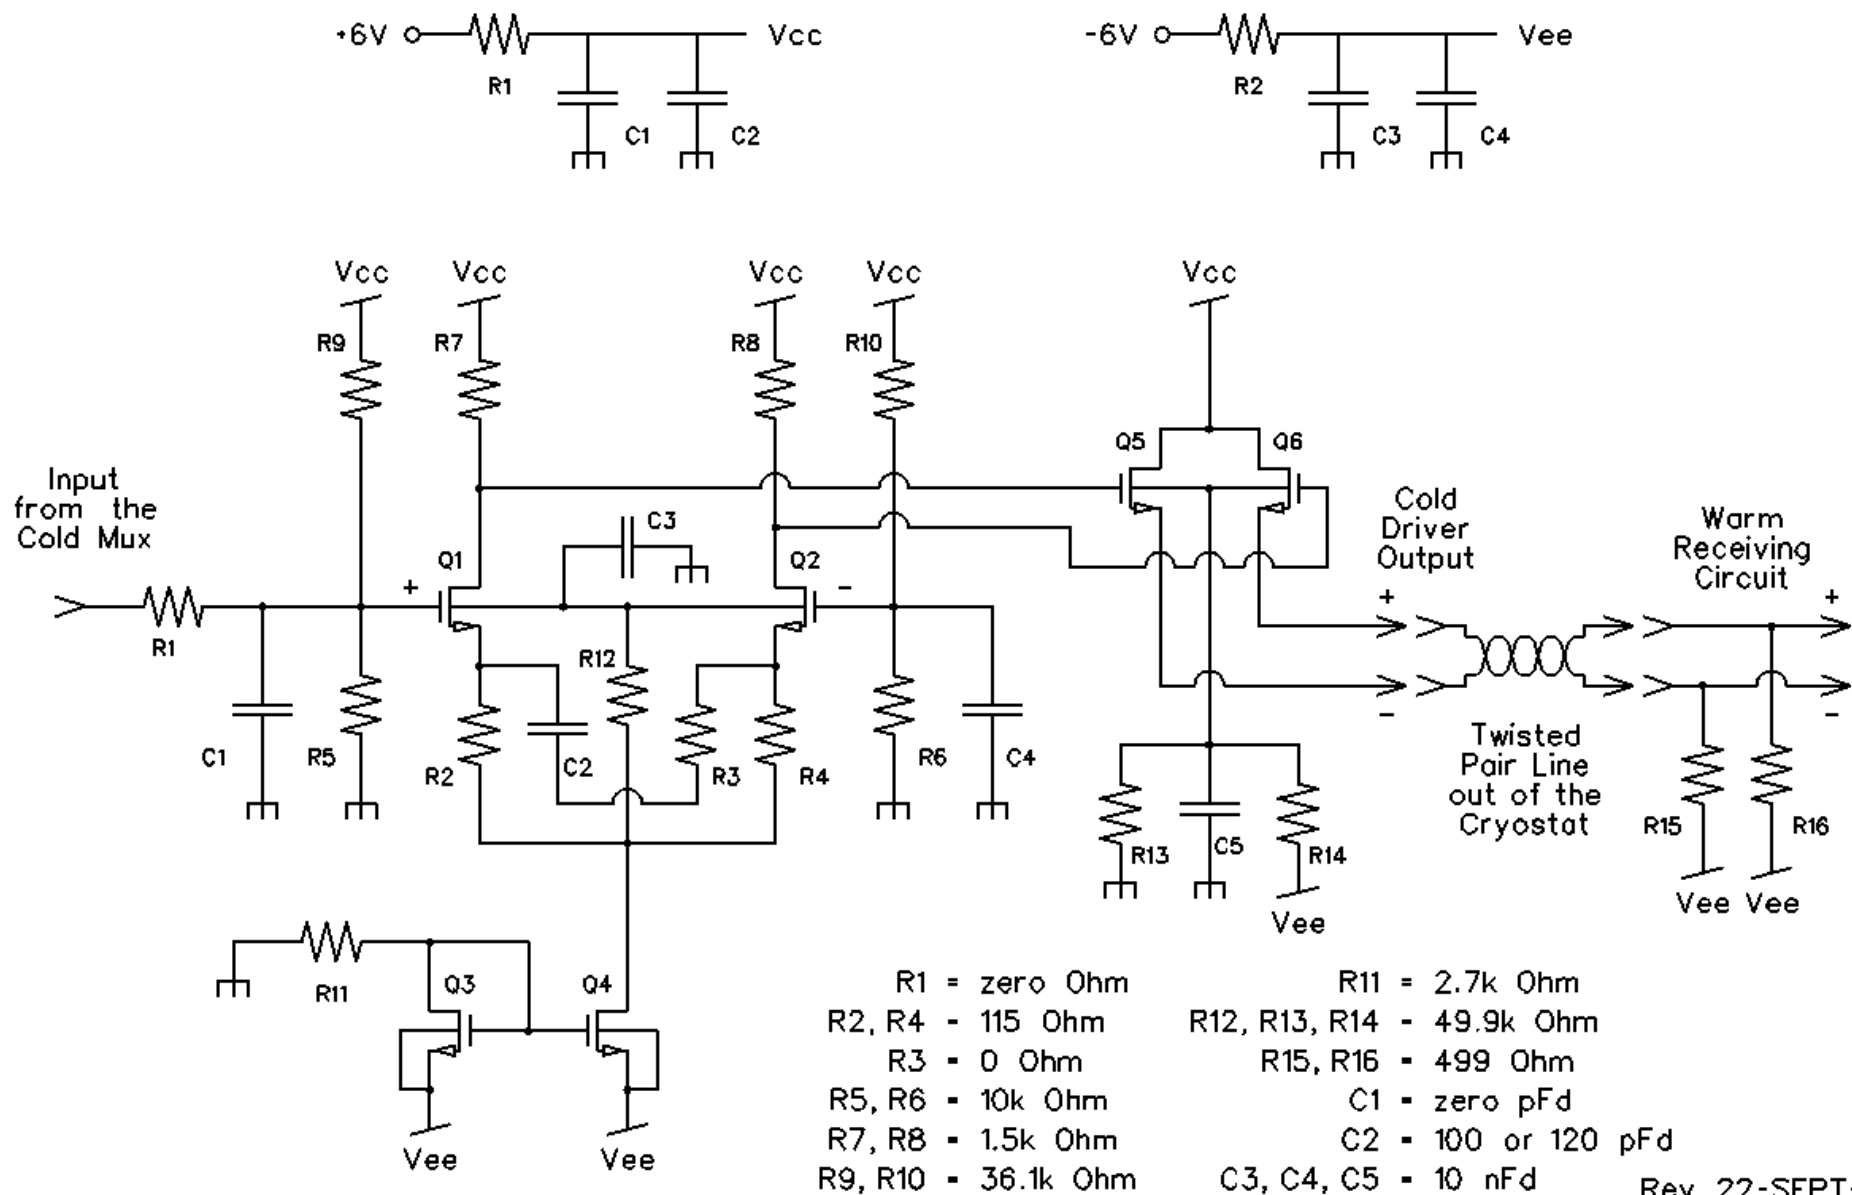 +6V
R1
C1
C2
Vcc
-6V
R2
C3
C4
Vee
Vcc
Vcc
Vcc
Vcc
Vcc
R9
R7
R8
R10
Q5
Q6
Input
from the
Cold Mux
C3
Q1
Q2
+
-
Cold
Driver
Output
Warm
Receiving
Circuit
+
+
R1
R12
-
-
C1
R5
R2
C2
R3
R4
R6
C4
Twisted
Pair Line
out of the
Cryostat
R13
C5
R14
R15
R16
Vee
Vee
Vee
R11
Q3
Q4
Vee
Vee
R1 = zero Ohm
R2, R4 = 115 Ohm
R3 = 0 Ohm
R5, R6 = 10k Ohm
R7, R8 = 1.5k Ohm
R9, R10 = 36.1k Ohm
R11 = 2.7k Ohm
R12, R13, R14 = 49.9k Ohm
R15, R16 = 499 Ohm
C1 = zero pFd
C2 = 100 or 120 pFd
C3, C4, C5 = 10 nFd
Rev. 22-SEPT-